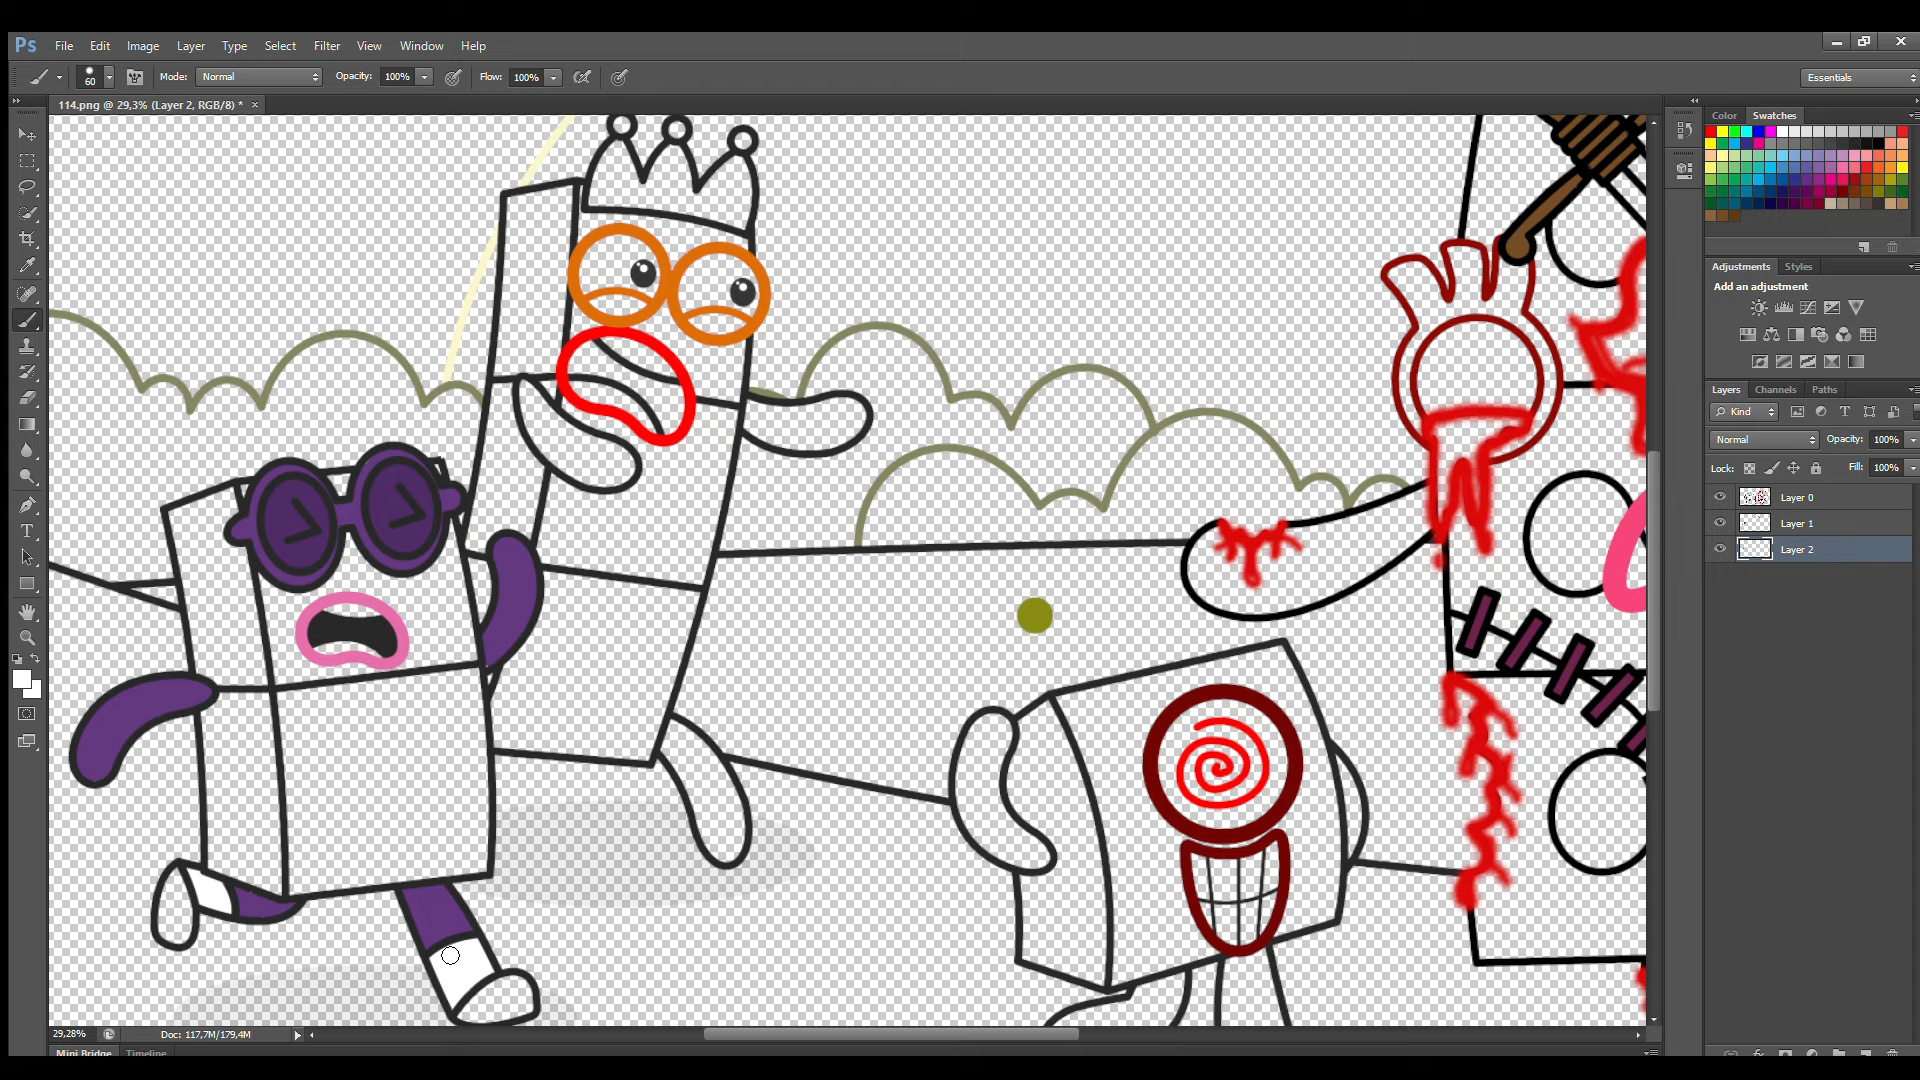 Ps File Edit Image Layer Type Select Filter View Window Help
60 Mode: Normal Opacity: 100% Flow: 100% Essentials
114.png @ 29,3% (Layer 2, RGB/8) * ×
Color Swatches
Adjustments Styles
Add an adjustment
Layers Channels Paths
Kind
Normal Opacity: 100%
Lock: Fill: 100%
Layer 0
Layer 1
Layer 2
29,28% Doc: 117,7M/179,4M
Mini Bridge Timeline